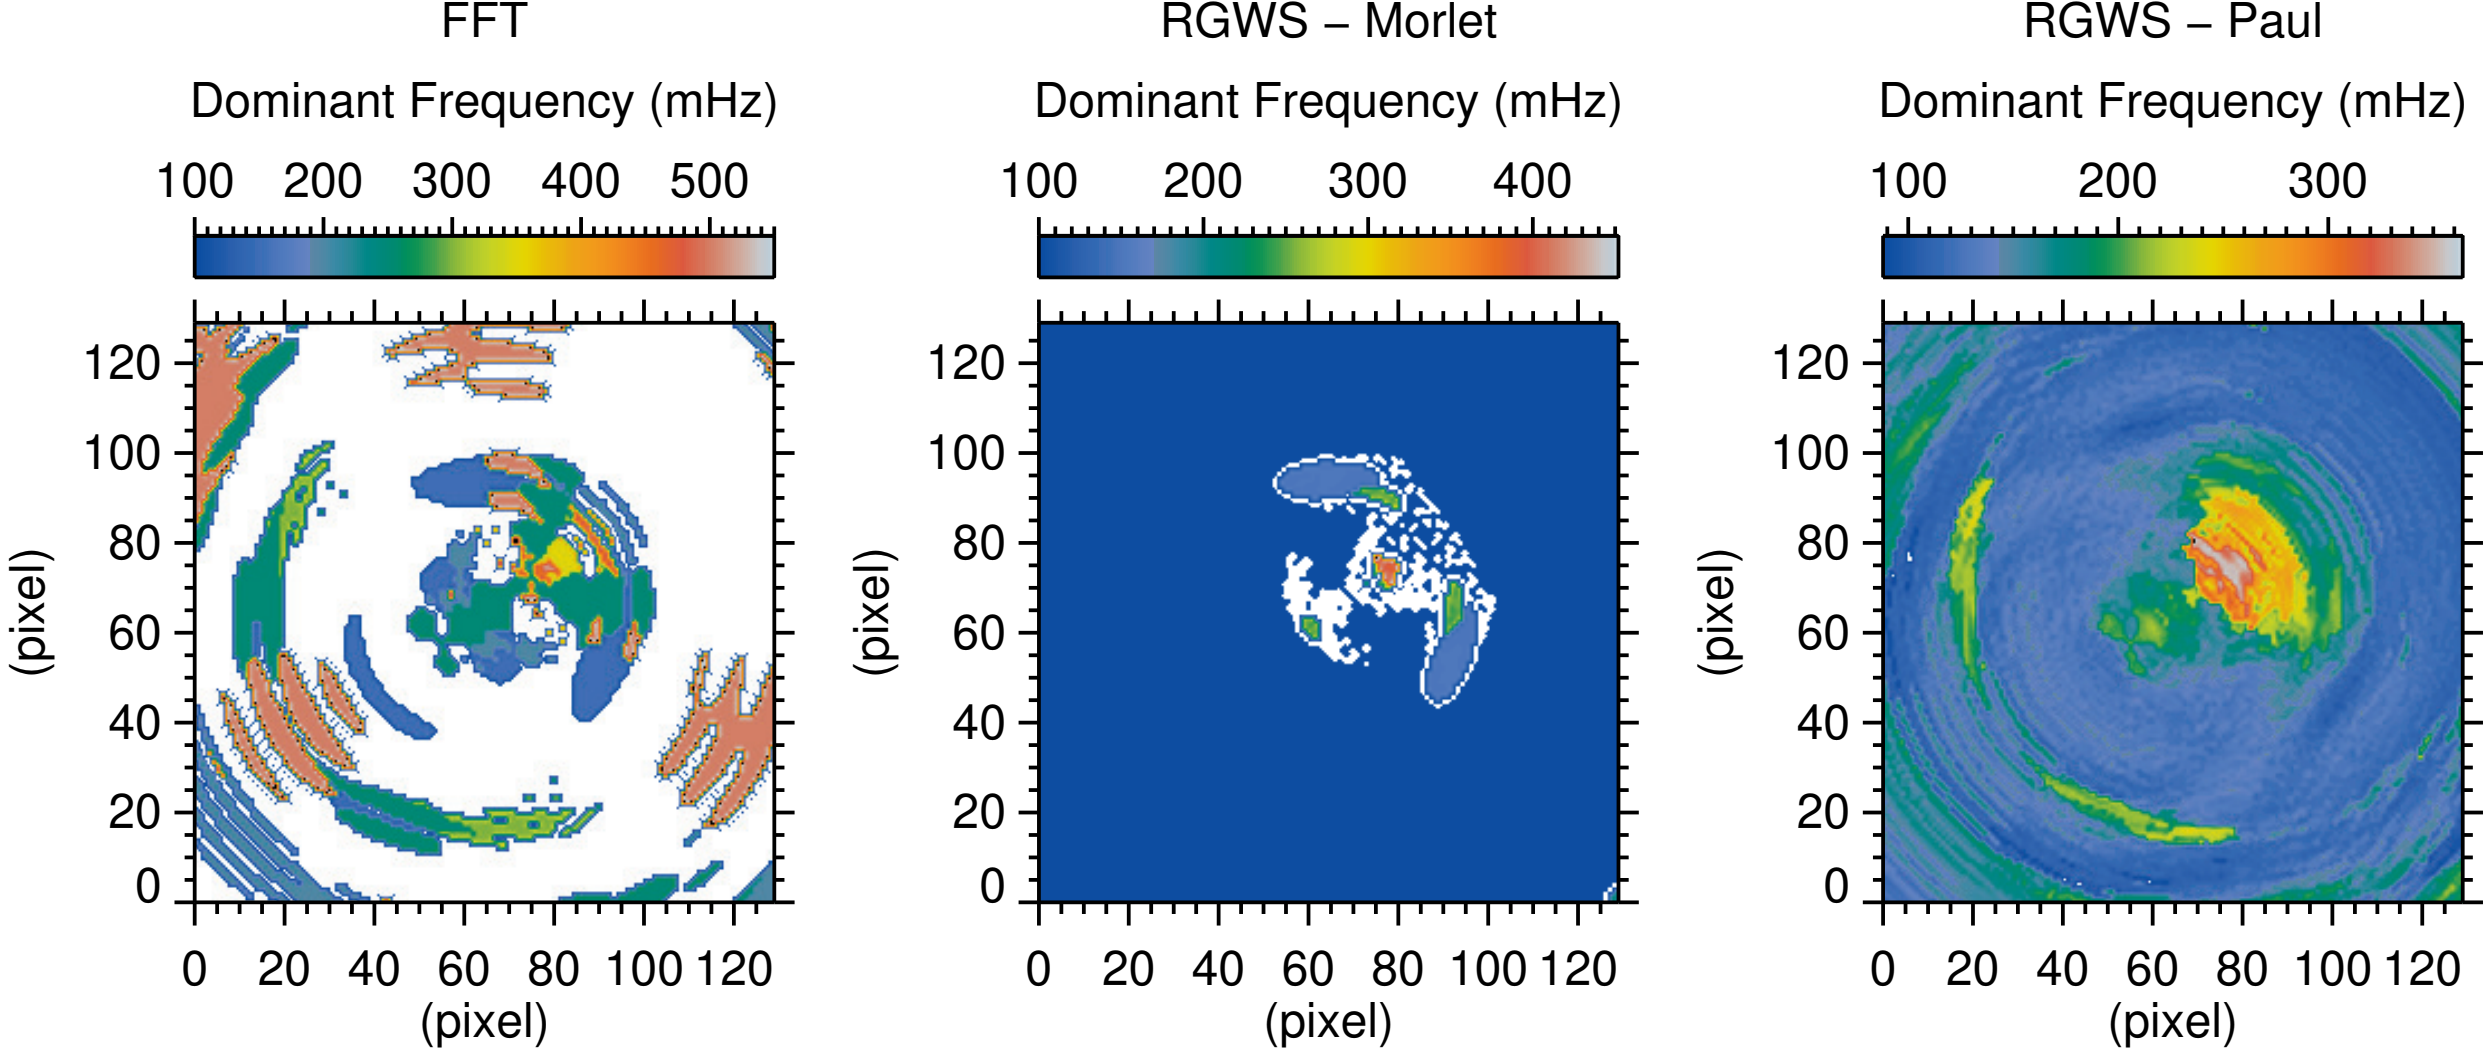 FFT
Dominant Frequency (mHz)
100 200 300 400 500
120
100
80
60
40
20
0
(pixel)
0 20 40 60 80 100 120
(pixel)
RGWS – Morlet
Dominant Frequency (mHz)
100 200 300 400
120
100
80
60
40
20
0
(pixel)
0 20 40 60 80 100 120
(pixel)
RGWS – Paul
Dominant Frequency (mHz)
100 200 300
120
100
80
60
40
20
0
(pixel)
0 20 40 60 80 100 120
(pixel)